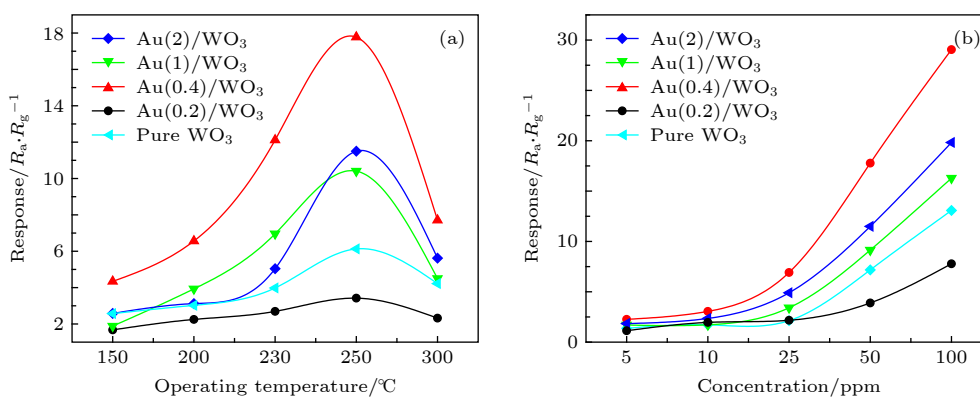 (a)
Au(2)/WO₃
Au(1)/WO₃
Au(0.4)/WO₃
Au(0.2)/WO₃
Pure WO₃
Response/Rₐ·R_g⁻¹
18
14
10
6
2
150 200 230 250 300
Operating temperature/℃
(b)
Au(2)/WO₃
Au(1)/WO₃
Au(0.4)/WO₃
Au(0.2)/WO₃
Pure WO₃
Response/Rₐ·R_g⁻¹
30
20
10
0
5 10 25 50 100
Concentration/ppm